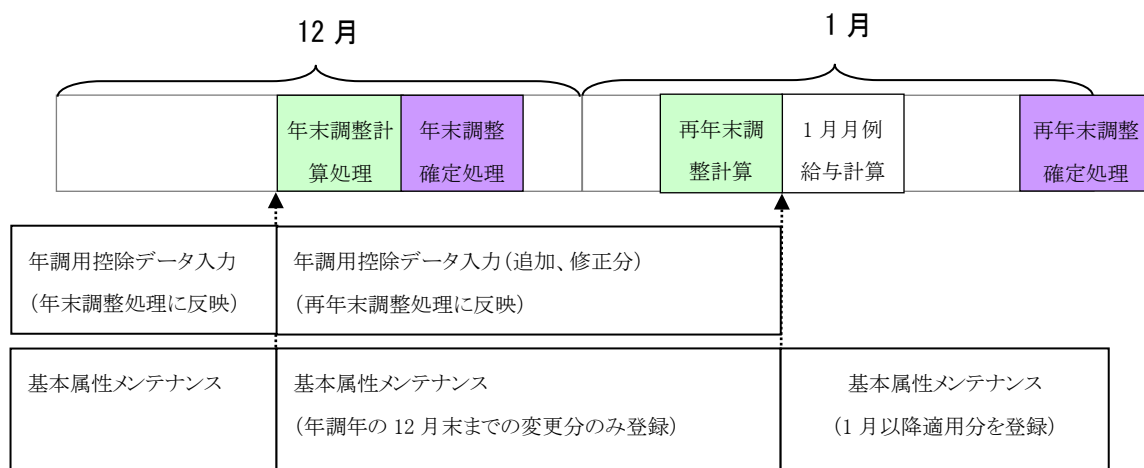 12 月
1 月
年末調整計
算処理
年末調整
確定処理
再年末調
整計算
1 月月例
給与計算
再年末調整
確定処理
年調用控除データ入力
(年末調整処理に反映)
年調用控除データ入力(追加、修正分)
(再年末調整処理に反映)
基本属性メンテナンス
基本属性メンテナンス
(年調年の 12 月末までの変更分のみ登録)
基本属性メンテナンス
(1 月以降適用分を登録)